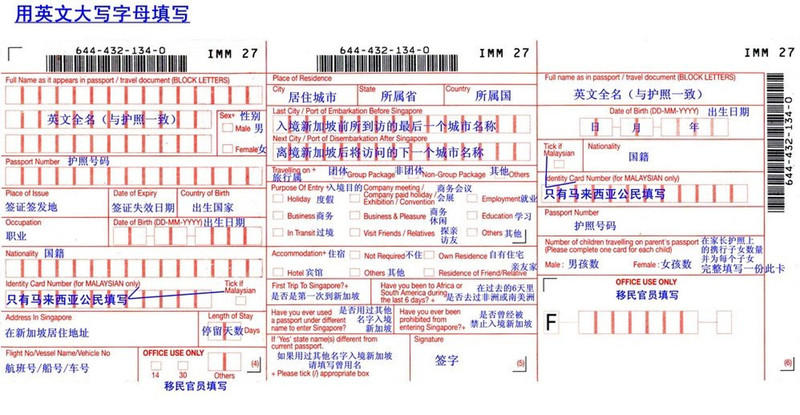 用英文大写字母填写
644-432-134-0
IMM 27
Full Name as it appears in passport / travel document (BLOCK LETTERS)
英文全名（与护照一致）
Sex+ 性别
Male 男
Female 女
Passport Number 护照号码
Place of Issue
签证签发地
Date of Expiry
签证失效日期
Country of Birth
出生国家
Occupation
职业
Date of Birth (DD-MM-YYYY) 出生日期
Nationality 国籍
Identity Card Number (for MALAYSIAN only)
只有马来西亚公民填写
Tick if
Malaysian
Address In Singapore
在新加坡居住地址
Length of Stay
停留天数 Days
Flight No/Vessel Name/Vehicle No
航班号/船号/车号
OFFICE USE ONLY
14
30
Others
移民官员填写
(4)
644-432-134-0
IMM 27
Place of Residence
City
居住城市
State
所属省
Country
所属国
Last City / Port of Embarkation Before Singapore
入境新加坡前所到访的最后一个城市名称
Next City / Port of Disembarkation After Singapore
离境新加坡后将访问的下一个城市名称
Travelling on +
旅行属
团体
Group Package
非团体
Non-Group Package
其他
Others
Purpose Of Entry + 入境目的
Holiday 度假
Company meeting / 商务会议
Company paid holiday / 会展
Exhibition / Convention
Employment 就业
Business 商务
Business & Pleasure 商务
休闲
Education 学习
In Transit 过境
Visit Friends / Relatives 探亲
访友
Others 其他
Accommodation+ 住宿
Not Required 不住
Own Residence 自有住宅
Hotel 宾馆
Others 其他
Residence of Friend/Relative 亲友家
First Trip To Singapore?+
是否是第一次到新加坡
Have you been to Africa or
South America during
the last 6 days? +
在过去的6天里
是否去过非洲或南美洲
Have you ever used
a passport under different
name to enter Singapore?+
是否用过其他
名字入境
新加坡
Have you ever been
prohibited from
entering Singapore?+
是否曾经被
禁止入境新加坡
If 'Yes' state name(s) different from
current passport.
如果用过其他名字入境新加坡
请填写曾用名
+ Please tick (/) appropriate box
Signature
签字
(5)
IMM 27
644-432-134-0
Full name as in passport / travel document (BLOCK LETTERS)
英文全名（与护照一致）
Date of Birth (DD-MM-YYYY) 出生日期
日 月 年
Tick if
Malaysian
Nationality
国籍
Identity Card Number (for MALAYSIAN only)
只有马来西亚公民填写
Passport Number
护照号码
Number of children travelling on parent's passport
(Please complete one card for each child)
在家长护照上
的携行子女数量
并为每个子女
完整填写一份此卡
Male : 男孩数
Female : 女孩数
OFFICE USE ONLY
移民官员填写
F
(6)